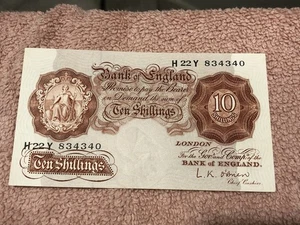 H22Y 834340
Bank of England
Promise to pay the Bearer
on Demand the sum of
Ten Shillings
10
SHILLINGS
LONDON
For the Govr. and Compa. of the
BANK OF ENGLAND.
L.K. O'Brien
Chief Cashier.
H22Y 834340
Ten Shillings